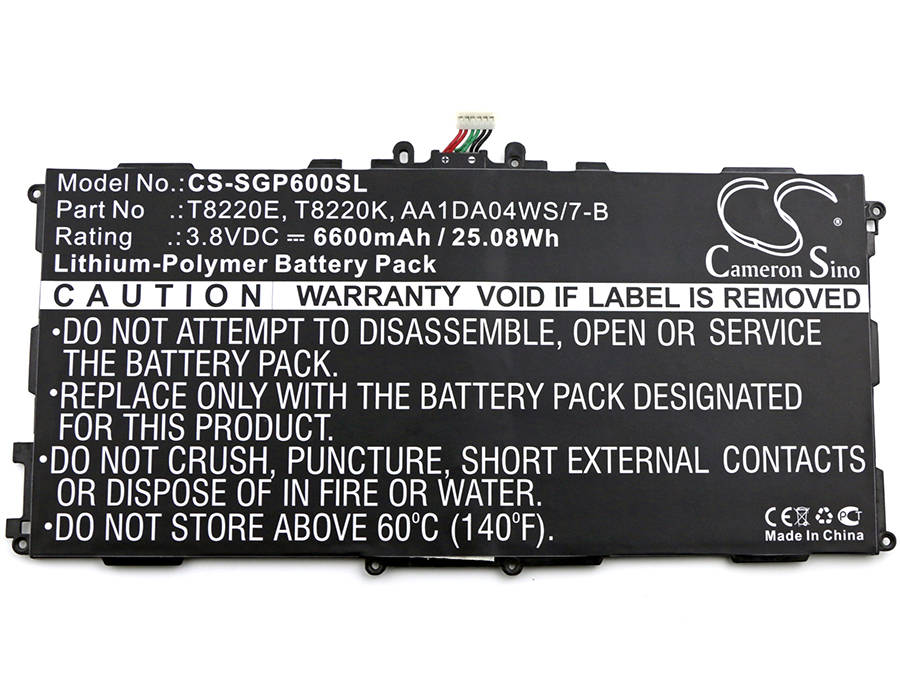 Model No.:CS-SGP600SL
Part No .:T8220E, T8220K, AA1DA04WS/7-B
Rating .:3.8VDC ⎓ 6600mAh / 25.08Wh
Lithium-Polymer Battery Pack
CS
Cameron Sino
CAUTION WARRANTY VOID IF LABEL IS REMOVED
•DO NOT ATTEMPT TO DISASSEMBLE, OPEN OR SERVICE
THE BATTERY PACK.
•REPLACE ONLY WITH THE BATTERY PACK DESIGNATED
FOR THIS PRODUCT.
•DO NOT CRUSH, PUNCTURE, SHORT EXTERNAL CONTACTS
OR DISPOSE OF IN FIRE OR WATER.
•DO NOT STORE ABOVE 60°C (140°F).
CE PCT
Made In China
+ -